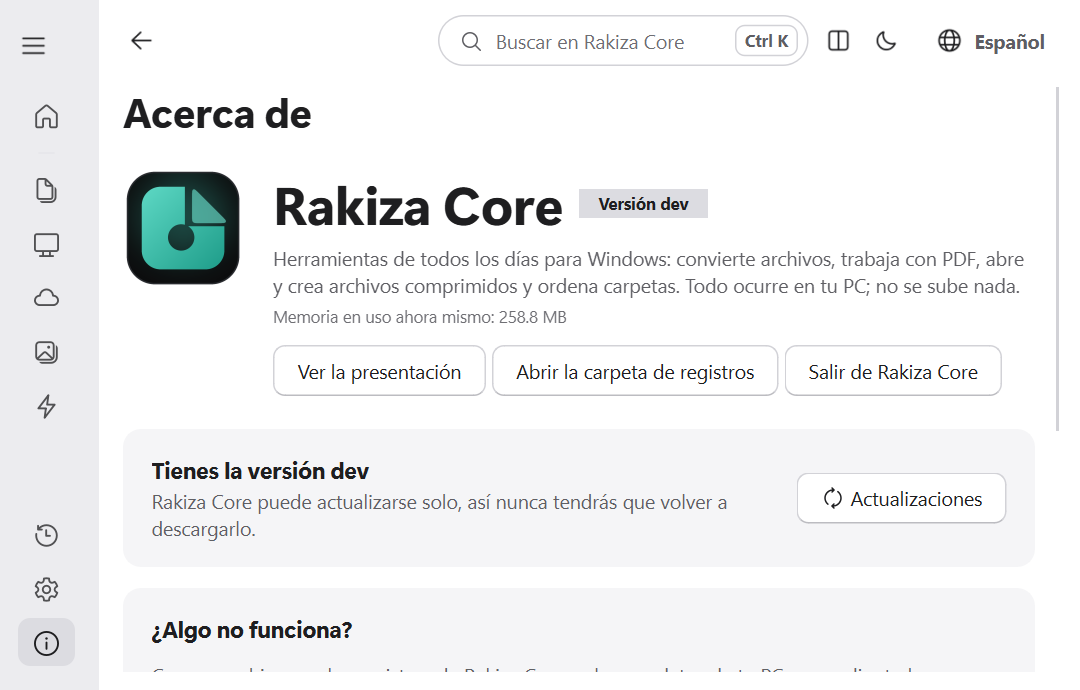 Buscar en Rakiza Core
Ctrl K
Español
Acerca de
Rakiza Core
Versión dev
Herramientas de todos los días para Windows: convierte archivos, trabaja con PDF, abre
y crea archivos comprimidos y ordena carpetas. Todo ocurre en tu PC; no se sube nada.
Memoria en uso ahora mismo: 258.8 MB
Ver la presentación
Abrir la carpeta de registros
Salir de Rakiza Core
Tienes la versión dev
Rakiza Core puede actualizarse solo, así nunca tendrás que volver a
descargarlo.
Actualizaciones
¿Algo no funciona?